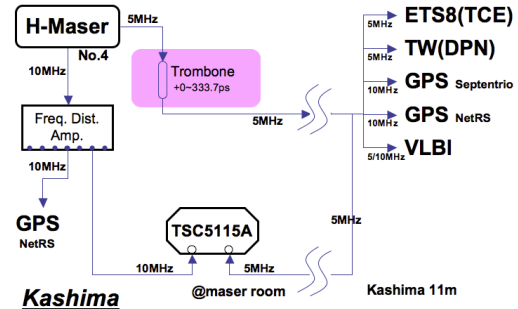 H-Maser
No.4
5MHz
10MHz
Trombone
+0~333.7ps
5MHz
Freq. Dist.
Amp.
10MHz
GPS
NetRS
ETS8(TCE)
5MHz
TW(DPN)
5MHz
GPS Septentrio
10MHz
GPS NetRS
10MHz
VLBI
5/10MHz
5MHz
TSC5115A
10MHz
5MHz
@maser room
Kashima 11m
Kashima